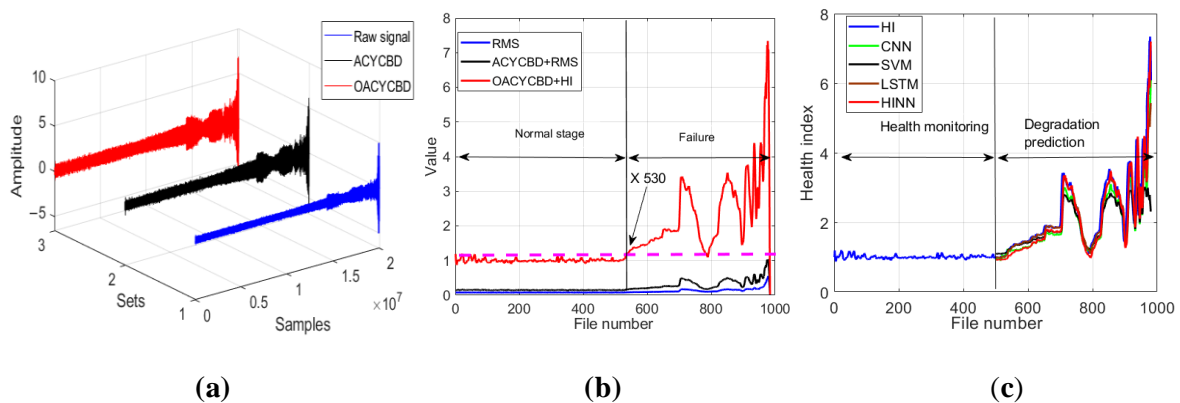 Raw signal
ACYCBD
OACYCBD
10
5
0
-5
Amplitude
3
2
1
Sets
0
0.5
1
1.5
2
×10⁷
Samples
(a)
8
7
6
5
4
3
2
1
0
Value
RMS
ACYCBD+RMS
OACYCBD+HI
Normal stage
Failure
X 530
0
200
400
600
800
1000
File number
(b)
8
6
4
2
0
Health index
HI
CNN
SVM
LSTM
HINN
Health monitoring
Degradation
prediction
0
200
400
600
800
1000
File number
(c)